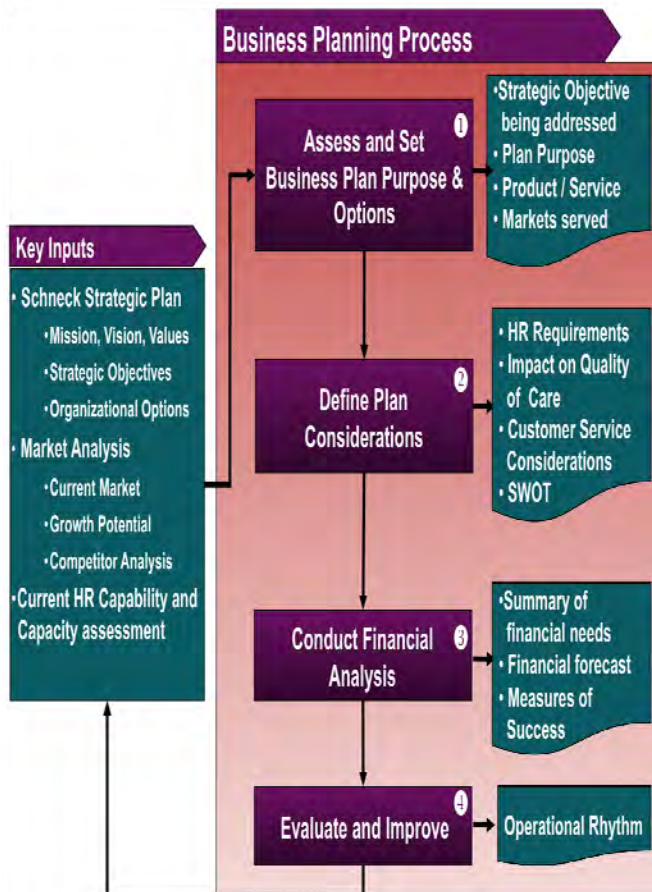 Business Planning Process
❶
Assess and Set
Business Plan Purpose &
Options
•Strategic Objective
being addressed
• Plan Purpose
• Product / Service
• Markets served
Key Inputs
• Schneck Strategic Plan
•Mission, Vision, Values
•Strategic Objectives
•Organizational Options
• Market Analysis
•Current Market
•Growth Potential
•Competitor Analysis
•Current HR Capability and
Capacity assessment
❷
Define Plan
Considerations
• HR Requirements
• Impact on Quality
of Care
• Customer Service
Considerations
• SWOT
❸
Conduct Financial
Analysis
•Summary of
financial needs
• Financial forecast
• Measures of
Success
❹
Evaluate and Improve
Operational Rhythm